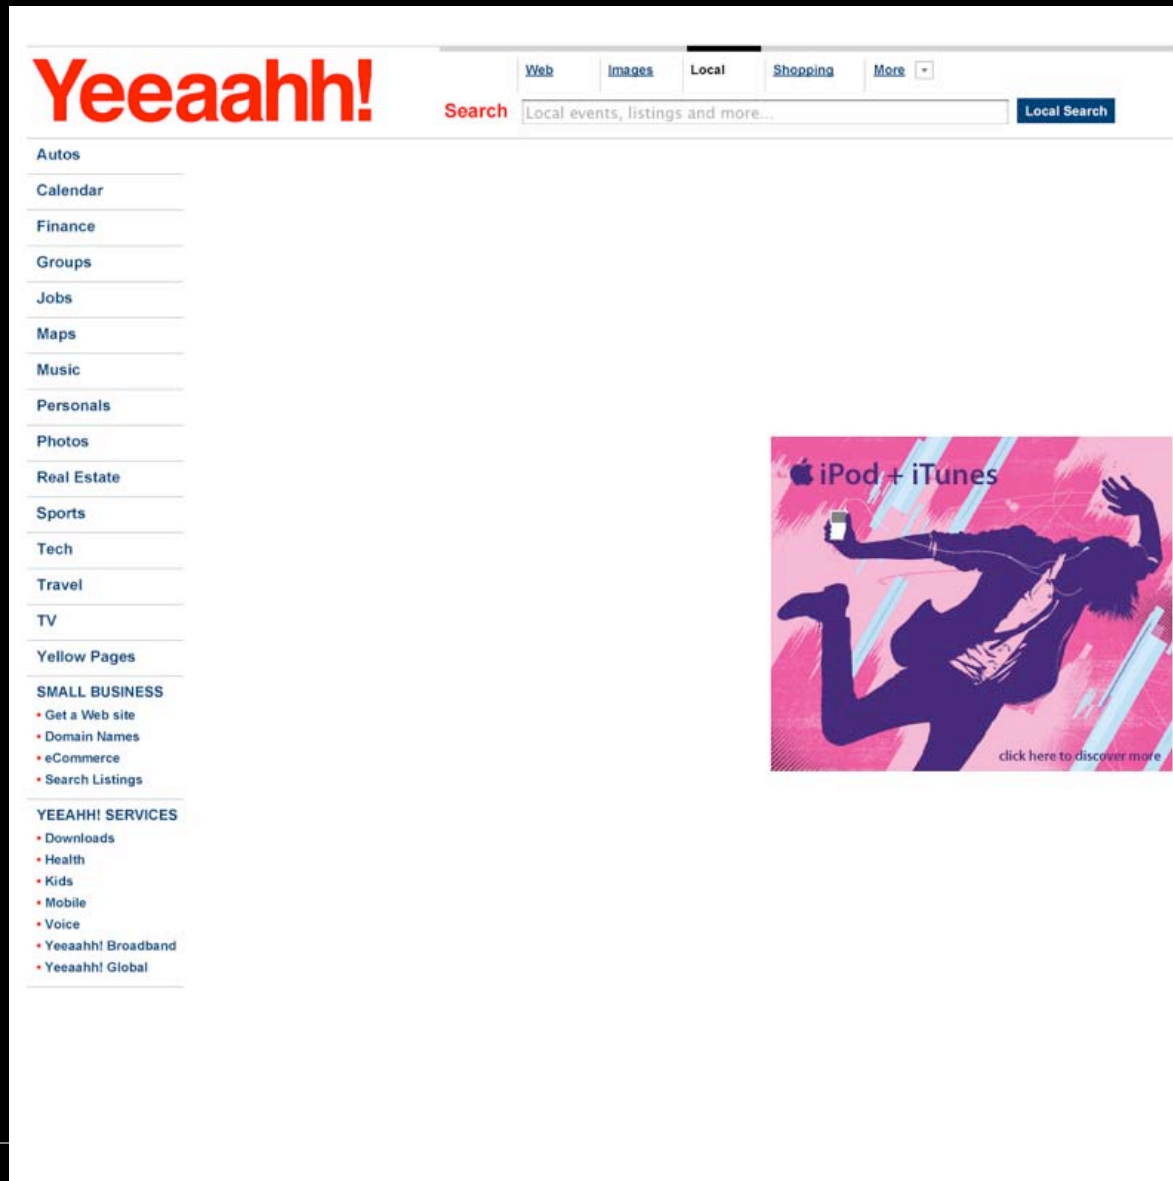 Yeeaahh!
Web Images Local Shopping More
Search Local events, listings and more... Local Search
Autos
Calendar
Finance
Groups
Jobs
Maps
Music
Personals
Photos
Real Estate
Sports
Tech
Travel
TV
Yellow Pages
SMALL BUSINESS
• Get a Web site
• Domain Names
• eCommerce
• Search Listings
YEEAHH! SERVICES
• Downloads
• Health
• Kids
• Mobile
• Voice
• Yeeaahh! Broadband
• Yeeaahh! Global
iPod + iTunes
click here to discover more